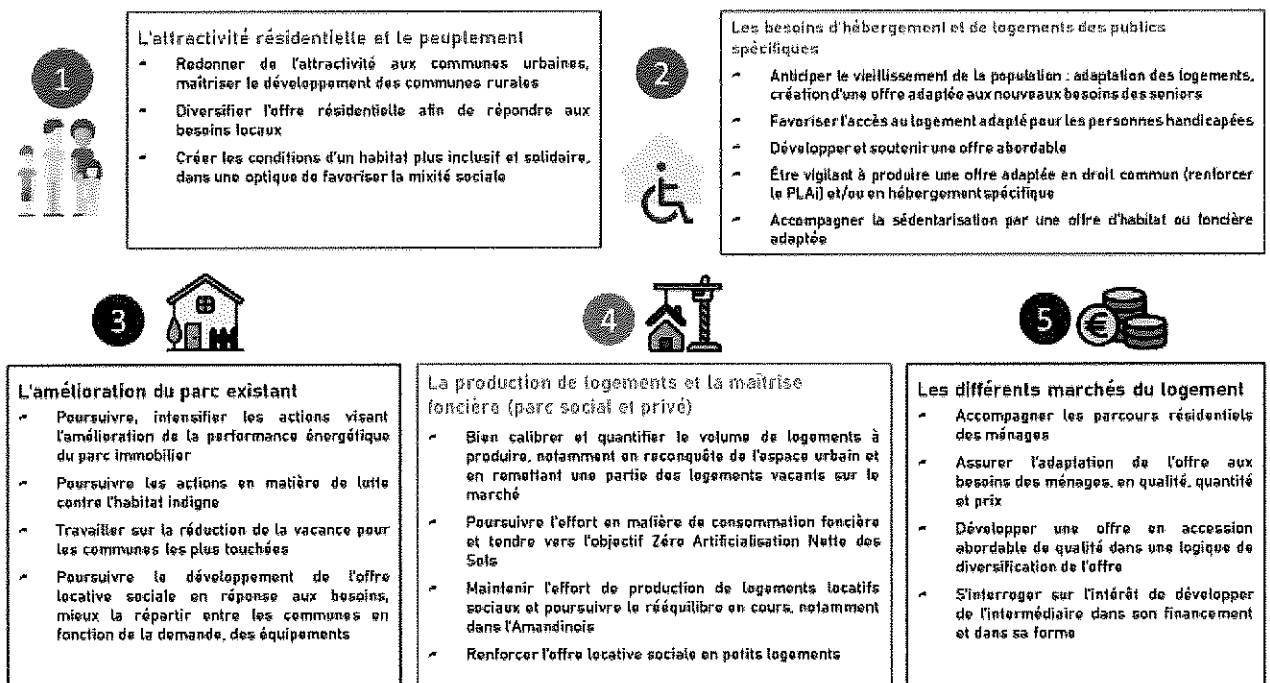 1
L'attractivité résidentielle et le peuplement
- Redonner de l'attractivité aux communes urbaines,
maîtriser le développement des communes rurales
- Diversifier l'offre résidentielle afin de répondre aux
besoins locaux
- Créer les conditions d'un habitat plus inclusif et solidaire,
dans une optique de favoriser la mixité sociale
2
Les besoins d'hébergement et de logements des publics
spécifiques
- Anticiper le vieillissement de la population : adaptation des logements,
création d'une offre adaptée aux nouveaux besoins des seniors
- Favoriser l'accès au logement adapté pour les personnes handicapées
- Développer et soutenir une offre abordable
- Être vigilant à produire une offre adaptée en droit commun (renforcer
le PLAi) et/ou en hébergement spécifique
- Accompagner la sédentarisation par une offre d'habitat ou foncière
adaptée
3
L'amélioration du parc existant
- Poursuivre, intensifier les actions visant
l'amélioration de la performance énergétique
du parc immobilier
- Poursuivre les actions en matière de lutte
contre l'habitat indigne
- Travailler sur la réduction de la vacance pour
les communes les plus touchées
- Poursuivre le développement de l'offre
locative sociale en réponse aux besoins,
mieux la répartir entre les communes en
fonction de la demande, des équipements
4
La production de logements et la maîtrise
foncière (parc social et privé)
- Bien calibrer et quantifier le volume de logements à
produire, notamment en reconquête de l'espace urbain et
en remettant une partie des logements vacants sur le
marché
- Poursuivre l'effort en matière de consommation foncière
et tendre vers l'objectif Zéro Artificialisation Nette des
Sols
- Maintenir l'effort de production de logements locatifs
sociaux et poursuivre le rééquilibre en cours, notamment
dans l'Amandinois
- Renforcer l'offre locative sociale en petits logements
5
€
Les différents marchés du logement
- Accompagner les parcours résidentiels
des ménages
- Assurer l'adaptation de l'offre aux
besoins des ménages, en qualité, quantité
et prix
- Développer une offre en accession
abordable de qualité dans une logique de
diversification de l'offre
- S'interroger sur l'intérêt de développer
de l'intermédiaire dans son financement
et dans sa forme